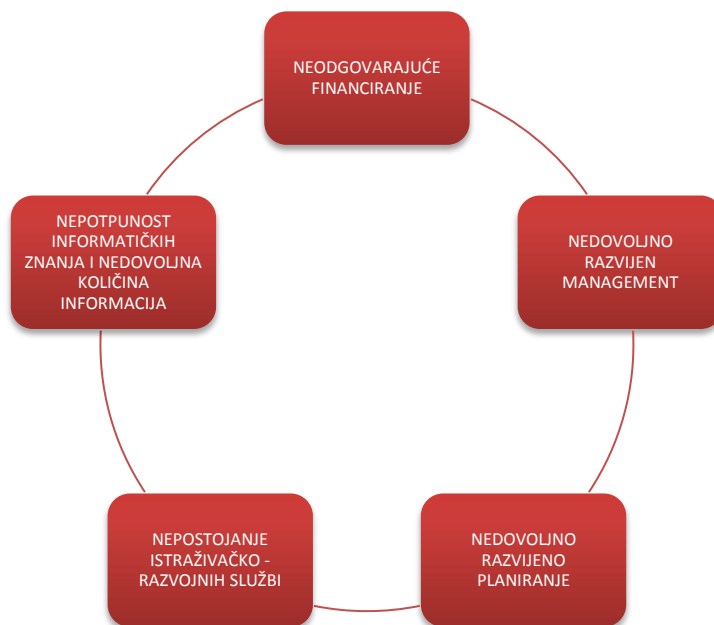 NEODGOVARAJUĆE
FINANCIRANJE
NEDOVOLJNO
RAZVIJEN
MANAGEMENT
NEDOVOLJNO
RAZVIJENO
PLANIRANJE
NEPOSTOJANJE
ISTRAŽIVAČKO -
RAZVOJNIH SLUŽBI
NEPOTPUNOST
INFORMATIČKIH
ZNANJA I NEDOVOLJNA
KOLIČINA
INFORMACIJA